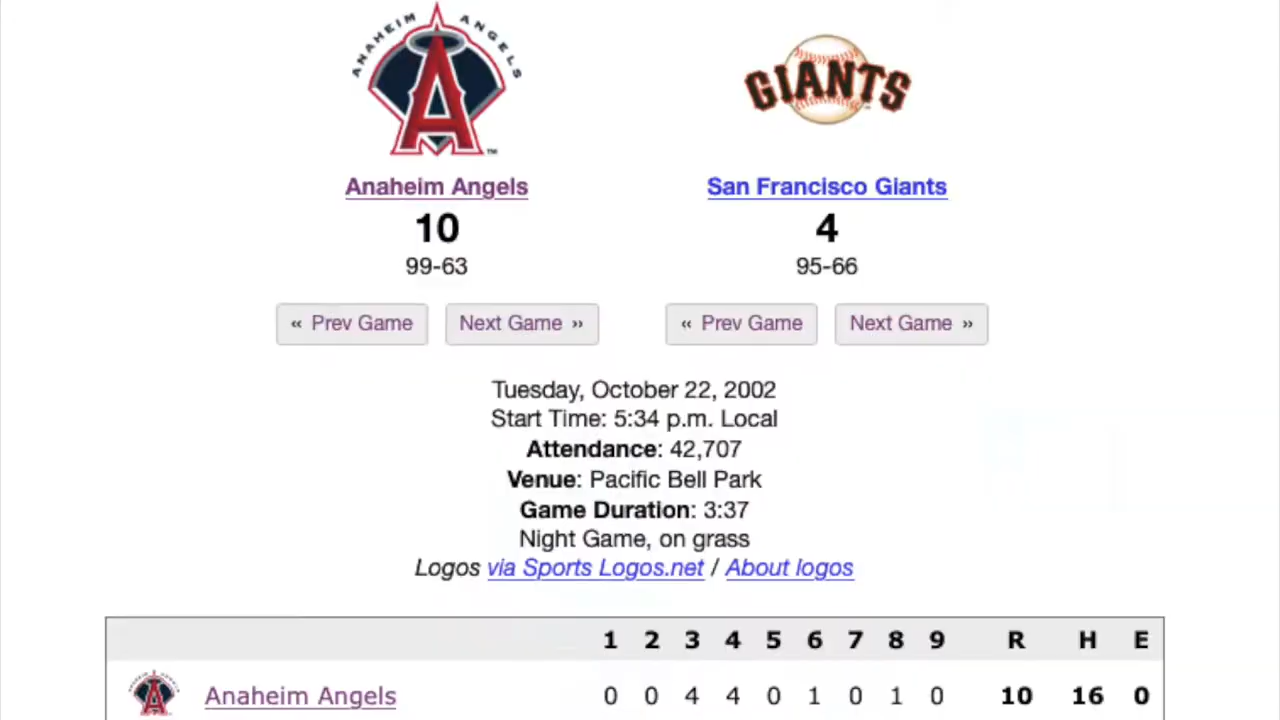 ANAHEIM ANGELS
GIANTS
Anaheim Angels
San Francisco Giants
10
4
99-63
95-66
« Prev Game
Next Game »
« Prev Game
Next Game »
Tuesday, October 22, 2002
Start Time: 5:34 p.m. Local
Attendance: 42,707
Venue: Pacific Bell Park
Game Duration: 3:37
Night Game, on grass
Logos via Sports Logos.net / About logos
1 2 3 4 5 6 7 8 9 R H E
Anaheim Angels 0 0 4 4 0 1 0 1 0 10 16 0